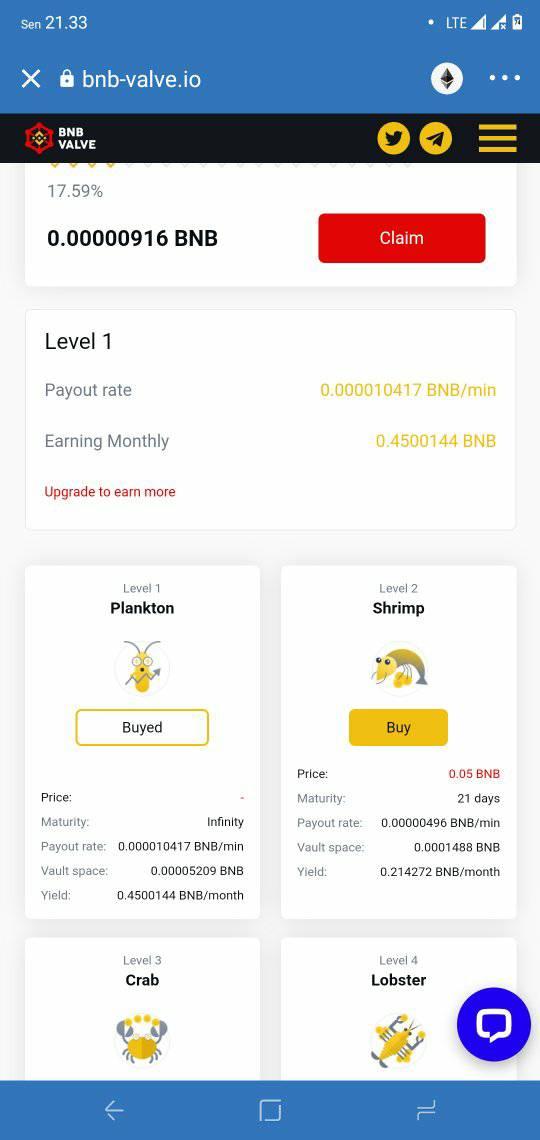 Sen 21.33
LTE
bnb-valve.io
BNB
VALVE
17.59%
0.00000916 BNB
Claim
Level 1
Payout rate
0.000010417 BNB/min
Earning Monthly
0.4500144 BNB
Upgrade to earn more
Level 1
Plankton
Buyed
Price: -
Maturity: Infinity
Payout rate: 0.000010417 BNB/min
Vault space: 0.00005209 BNB
Yield: 0.4500144 BNB/month
Level 2
Shrimp
Buy
Price: 0.05 BNB
Maturity: 21 days
Payout rate: 0.00000496 BNB/min
Vault space: 0.0001488 BNB
Yield: 0.214272 BNB/month
Level 3
Crab
Level 4
Lobster